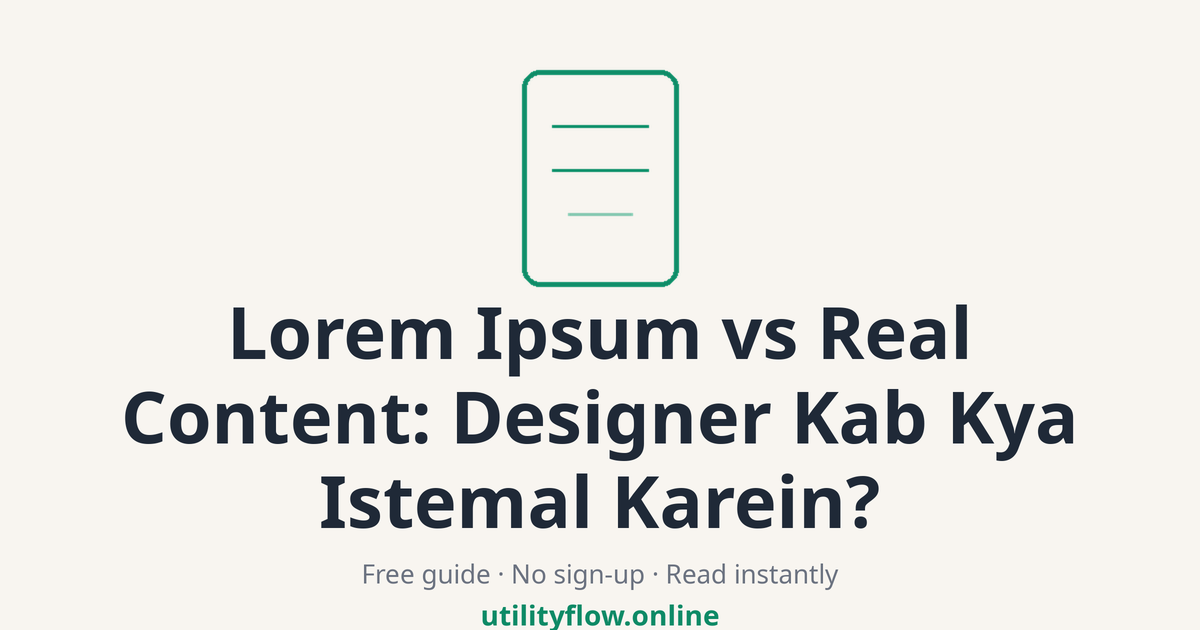 Lorem Ipsum vs Real
Content: Designer Kab Kya
Istemal Karein?
Free guide · No sign-up · Read instantly
utilityflow.online